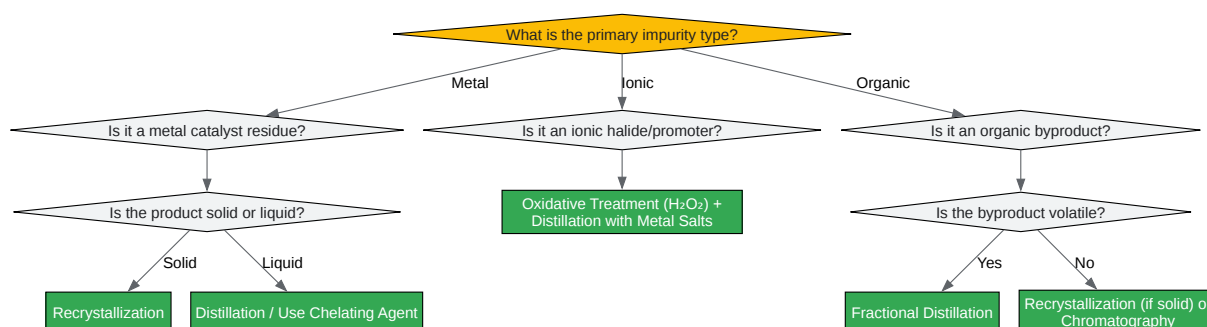 What is the primary impurity type?
Metal
Ionic
Organic
Is it a metal catalyst residue?
Is it an ionic halide/promoter?
Is it an organic byproduct?
Is the product solid or liquid?
Oxidative Treatment (H₂O₂) +
Distillation with Metal Salts
Is the byproduct volatile?
Solid
Liquid
Yes
No
Recrystallization
Distillation / Use Chelating Agent
Fractional Distillation
Recrystallization (if solid) o
Chromatography